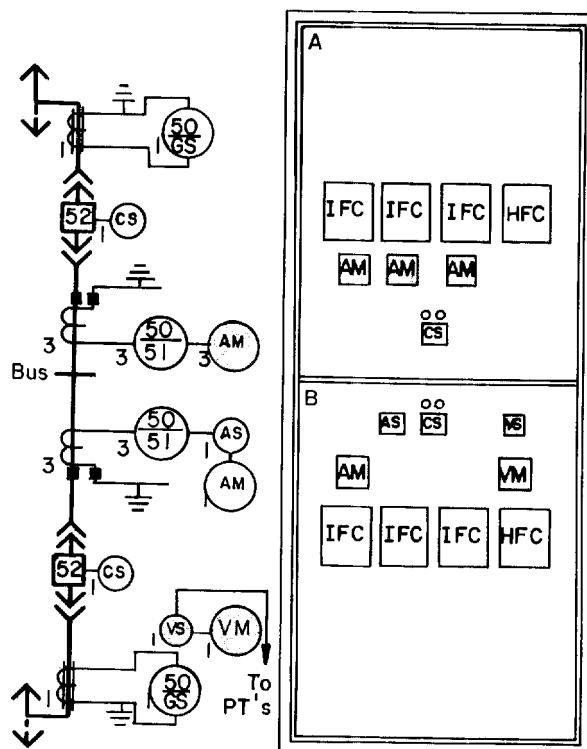 50
GS
1
1
52
CS
1
50
51
AM
3
3
3
Bus
50
51
AS
3
1
3
AM
1
52
CS
1
VS
VM
1
1
50
GS
1
1
To
PT's
A
IFC IFC IFC HFC
AM AM AM
CS
B
AS CS VS
AM VM
IFC IFC IFC HFC